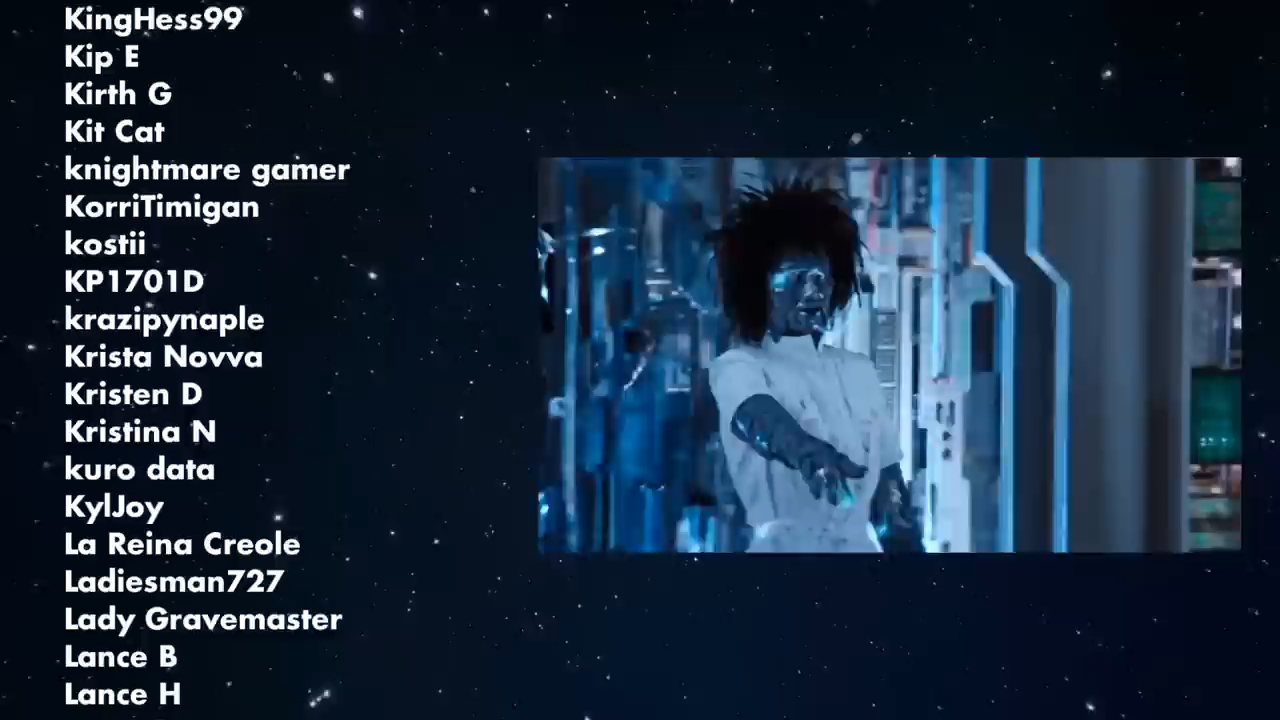 KingHess99
Kip E
Kirth G
Kit Cat
knightmare gamer
KorriTimigan
kostii
KP1701D
krazipynaple
Krista Novva
Kristen D
Kristina N
kuro data
KylJoy
La Reina Creole
Ladiesman727
Lady Gravemaster
Lance B
Lance H